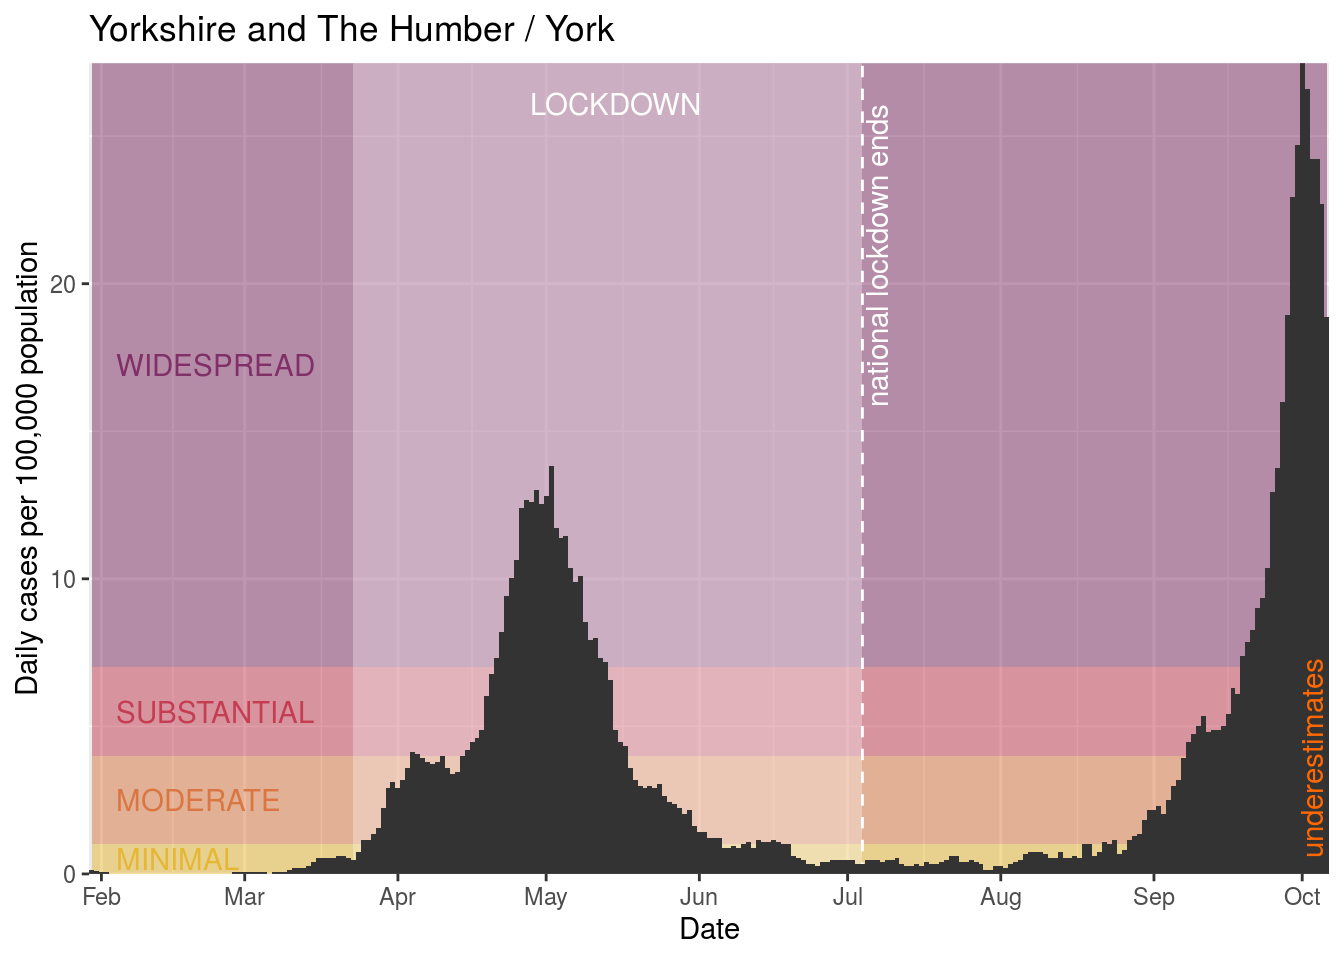 Yorkshire and The Humber / York
LOCKDOWN
national lockdown ends
Daily cases per 100,000 population
20
WIDESPREAD
10
SUBSTANTIAL
MODERATE
MINIMAL
underestimates
0
Feb Mar Apr May Jun Jul Aug Sep Oct
Date